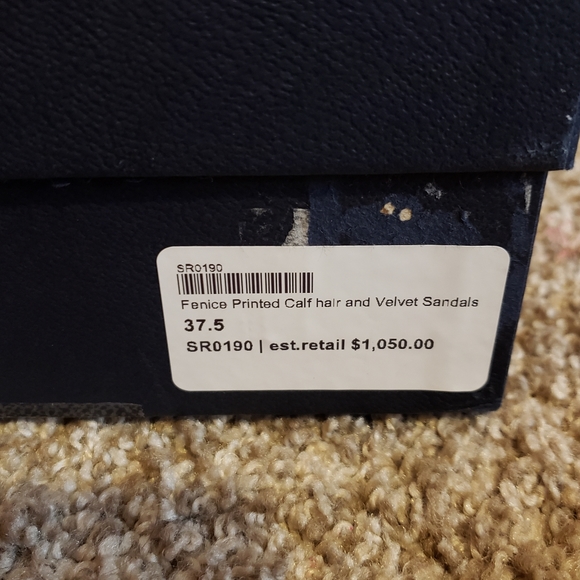 SR0190
Fenice Printed Calf hair and Velvet Sandals
37.5
SR0190 | est.retail $1,050.00